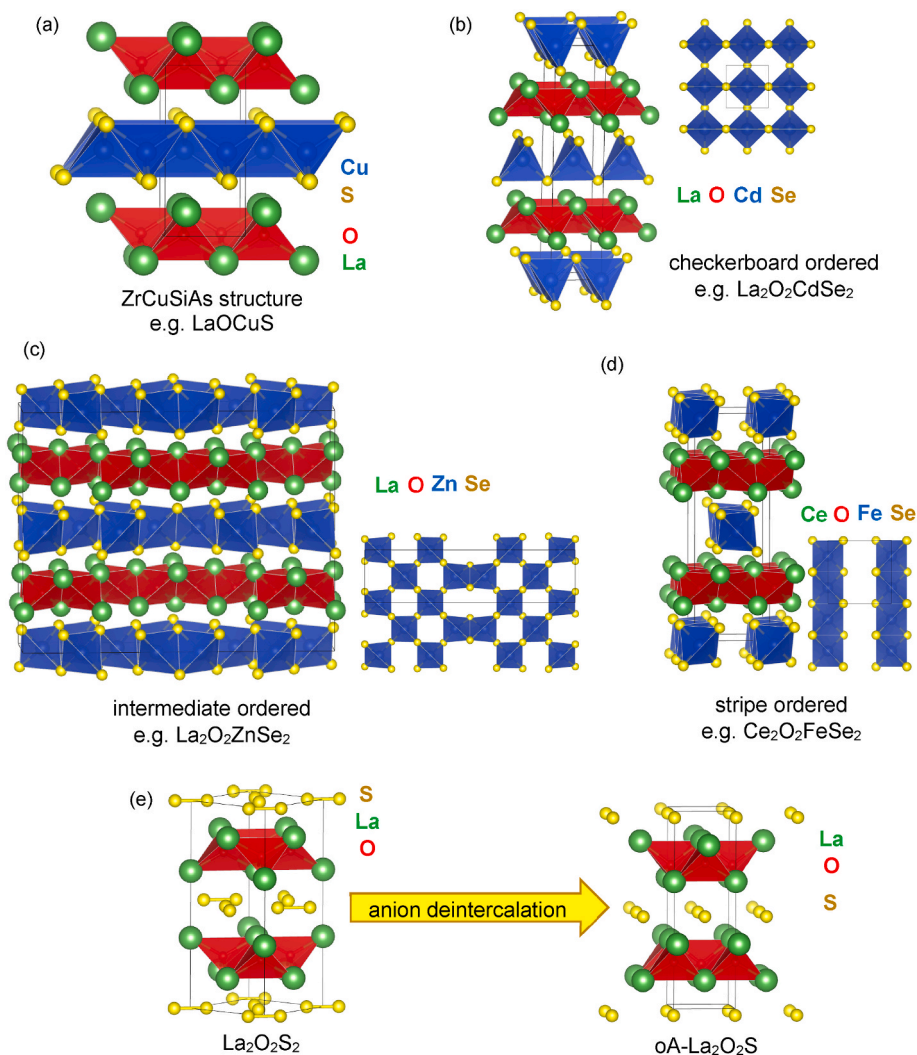 (a)
Cu
S
O
La
ZrCuSiAs structure
e.g. LaOCuS
(b)
La O Cd Se
checkerboard ordered
e.g. La₂O₂CdSe₂
(c)
La O Zn Se
intermediate ordered
e.g. La₂O₂ZnSe₂
(d)
Ce O Fe Se
stripe ordered
e.g. Ce₂O₂FeSe₂
(e)
S
La
O
La₂O₂S₂
anion deintercalation
La
O
S
oA-La₂O₂S